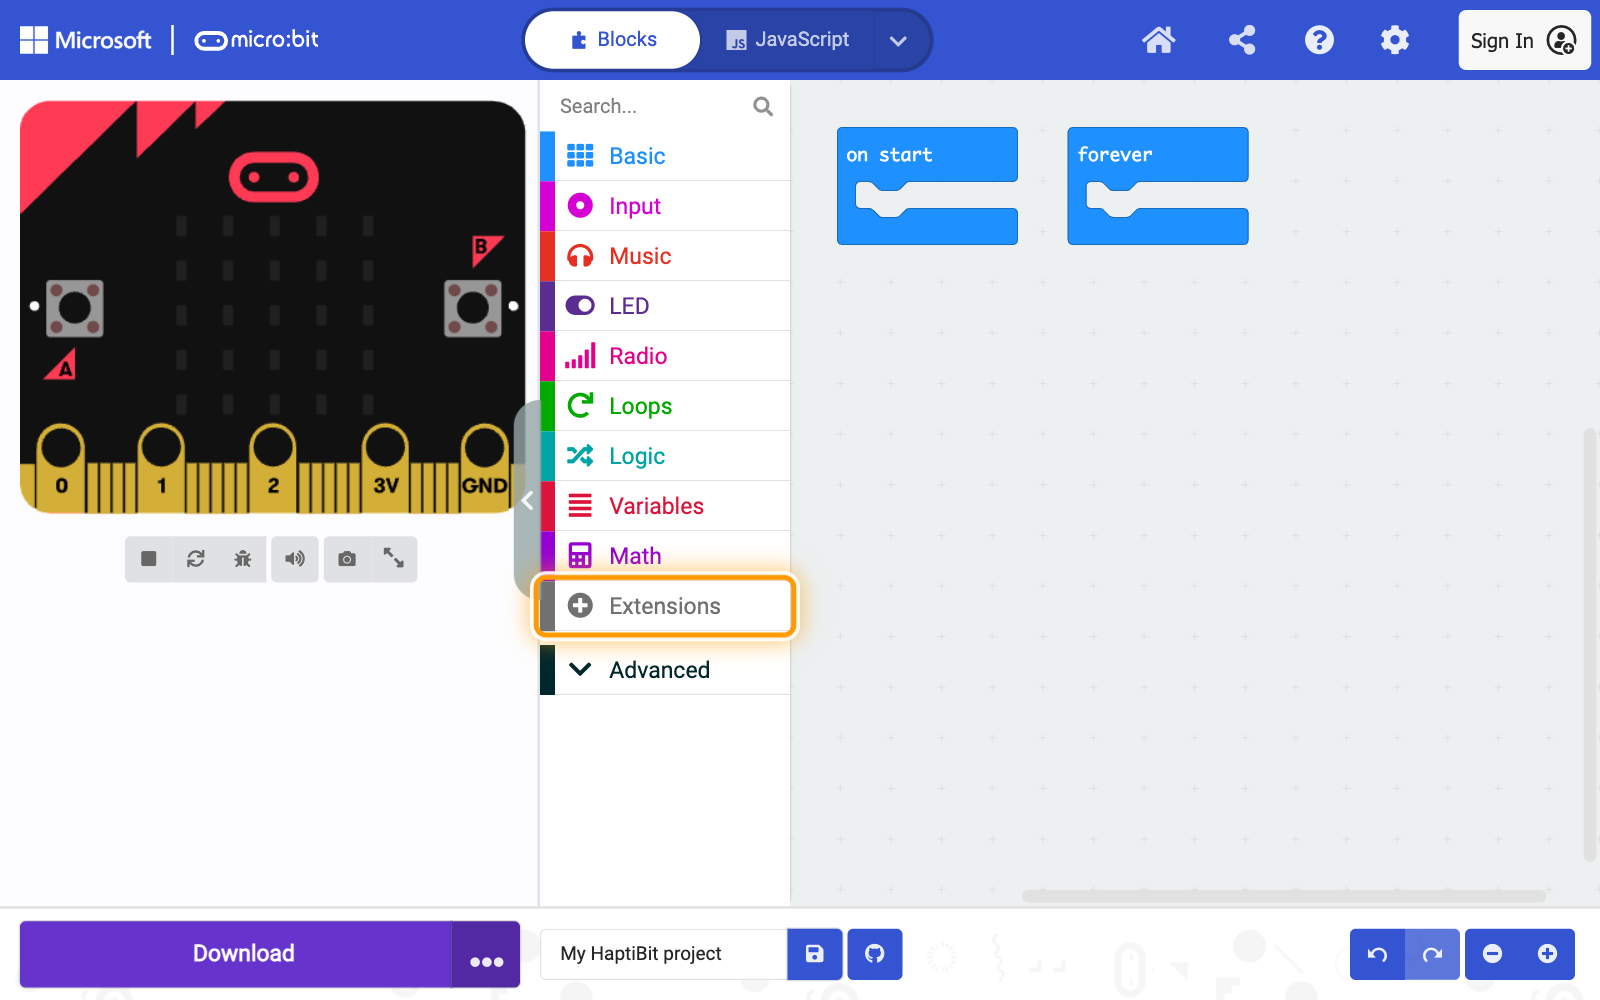 Microsoft
micro:bit
Blocks
JS JavaScript
Sign In
Search...
Basic
Input
Music
LED
Radio
Loops
Logic
Variables
Math
Extensions
Advanced
on start
forever
B
A
0 1 2 3V GND
Download
My HaptiBit project